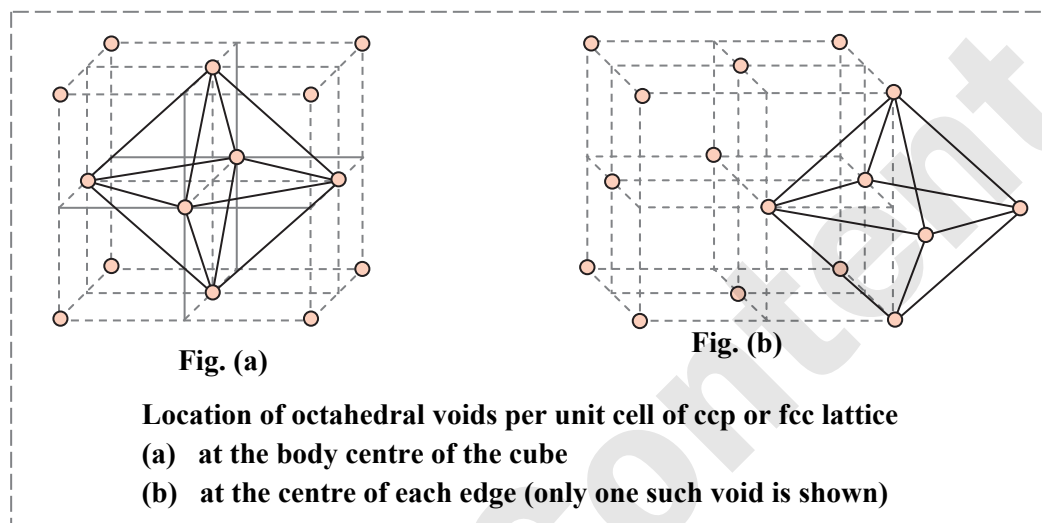 Fig. (a)
Fig. (b)
Location of octahedral voids per unit cell of ccp or fcc lattice
(a) at the body centre of the cube
(b) at the centre of each edge (only one such void is shown)
Content